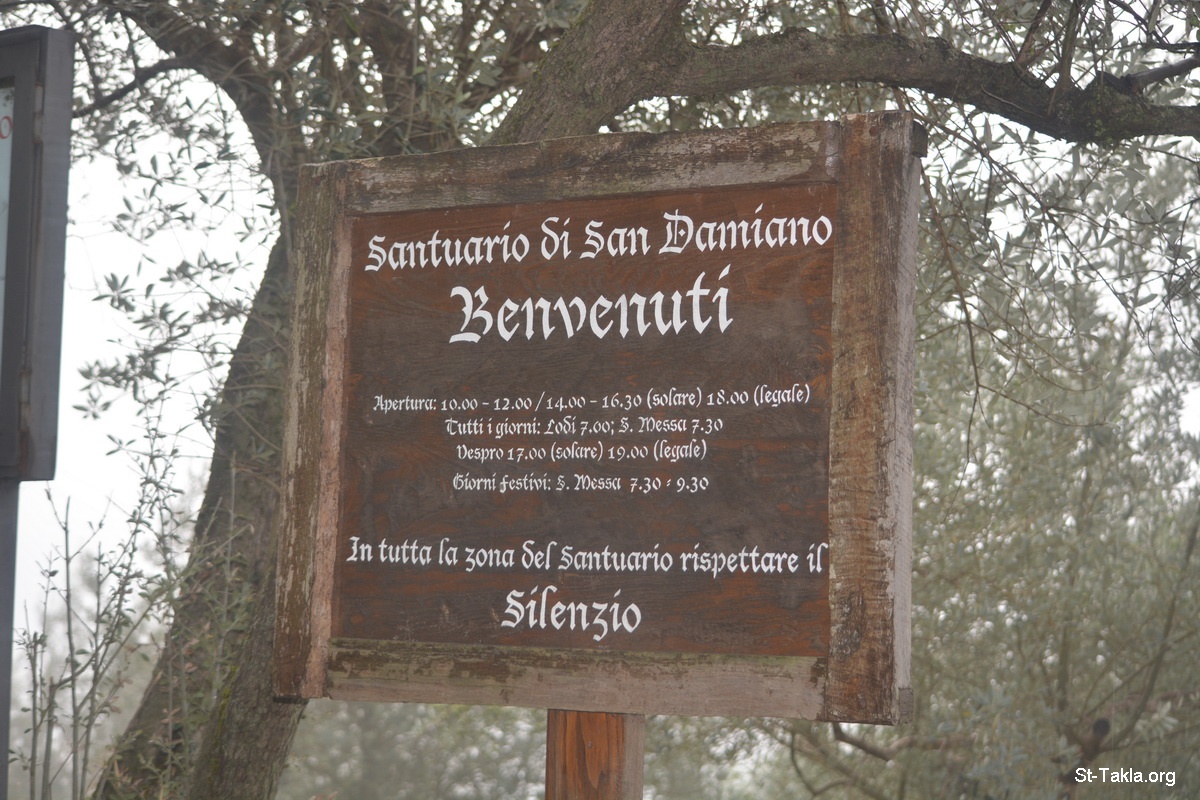 Santuario di San Damiano
Benvenuti
Apertura: 10.00 - 12.00 / 14.00 - 16.30 (solare) 18.00 (legale)
Tutti i giorni: Lodi 7.00; S. Messa 7.30
Vespro 17.00 (solare) 19.00 (legale)
Giorni festivi: S. Messa 7.30 - 9.30
In tutta la zona del Santuario rispettare il
Silenzio
St-Takla.org